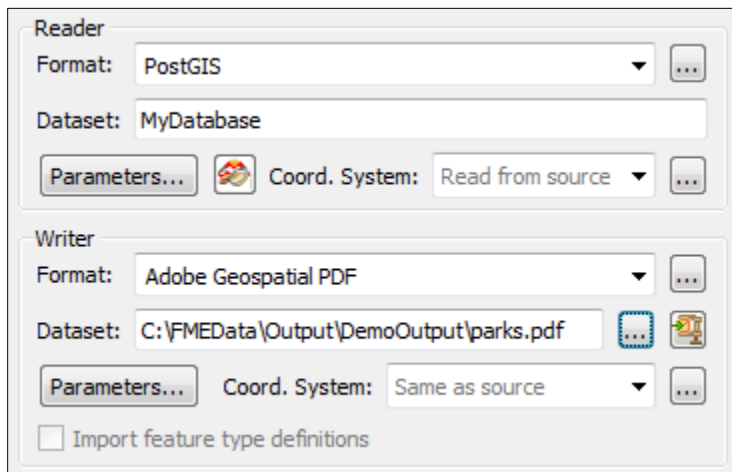 Reader
Format: PostGIS ...
Dataset: MyDatabase
Parameters... Coord. System: Read from source ...
Writer
Format: Adobe Geospatial PDF ...
Dataset: C:\FMEData\Output\DemoOutput\parks.pdf ...
Parameters... Coord. System: Same as source ...
Import feature type definitions